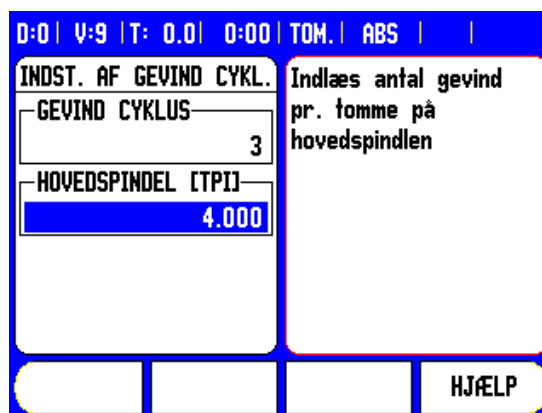 D:0| V:9 |T: 0.0| 0:00| TOM.| ABS | |
INDST. AF GEVIND CYKL.
GEVIND CYKLUS
3
HOVEDSPINDEL [TPI]
4.000
Indlæs antal gevind
pr. tomme på
hovedspindlen
HJÆLP